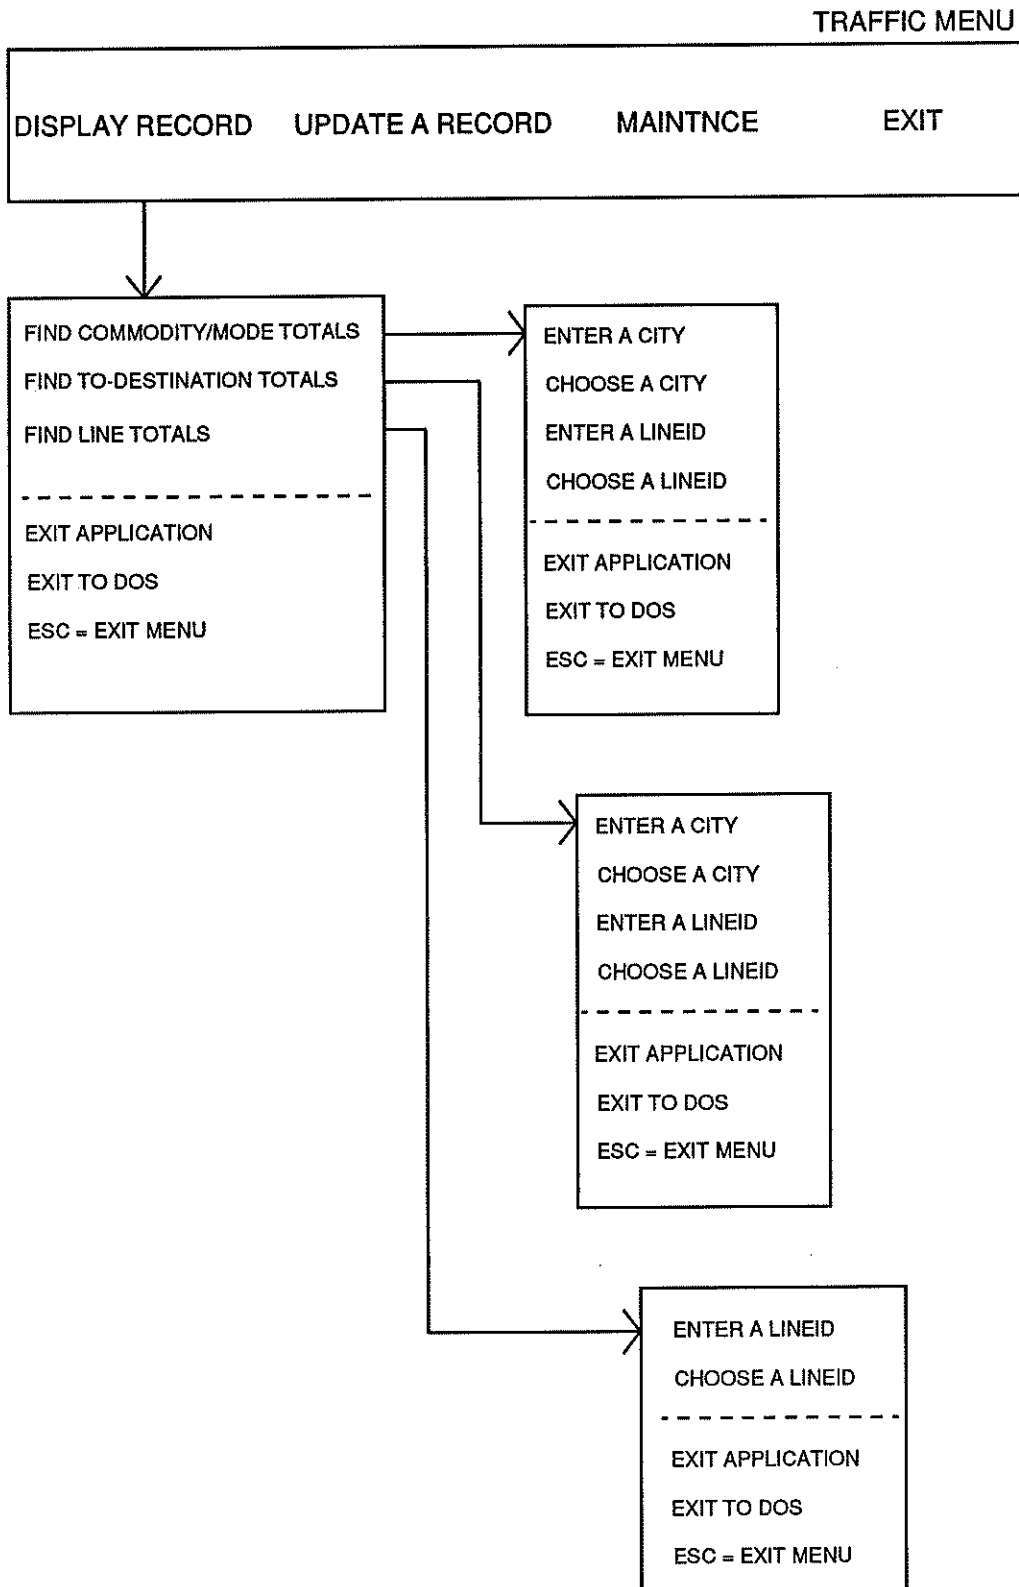 TRAFFIC MENU
DISPLAY RECORD UPDATE A RECORD MAINTNCE EXIT
FIND COMMODITY/MODE TOTALS
FIND TO-DESTINATION TOTALS
FIND LINE TOTALS
EXIT APPLICATION
EXIT TO DOS
ESC = EXIT MENU
ENTER A CITY
CHOOSE A CITY
ENTER A LINEID
CHOOSE A LINEID
EXIT APPLICATION
EXIT TO DOS
ESC = EXIT MENU
ENTER A CITY
CHOOSE A CITY
ENTER A LINEID
CHOOSE A LINEID
EXIT APPLICATION
EXIT TO DOS
ESC = EXIT MENU
ENTER A LINEID
CHOOSE A LINEID
EXIT APPLICATION
EXIT TO DOS
ESC = EXIT MENU